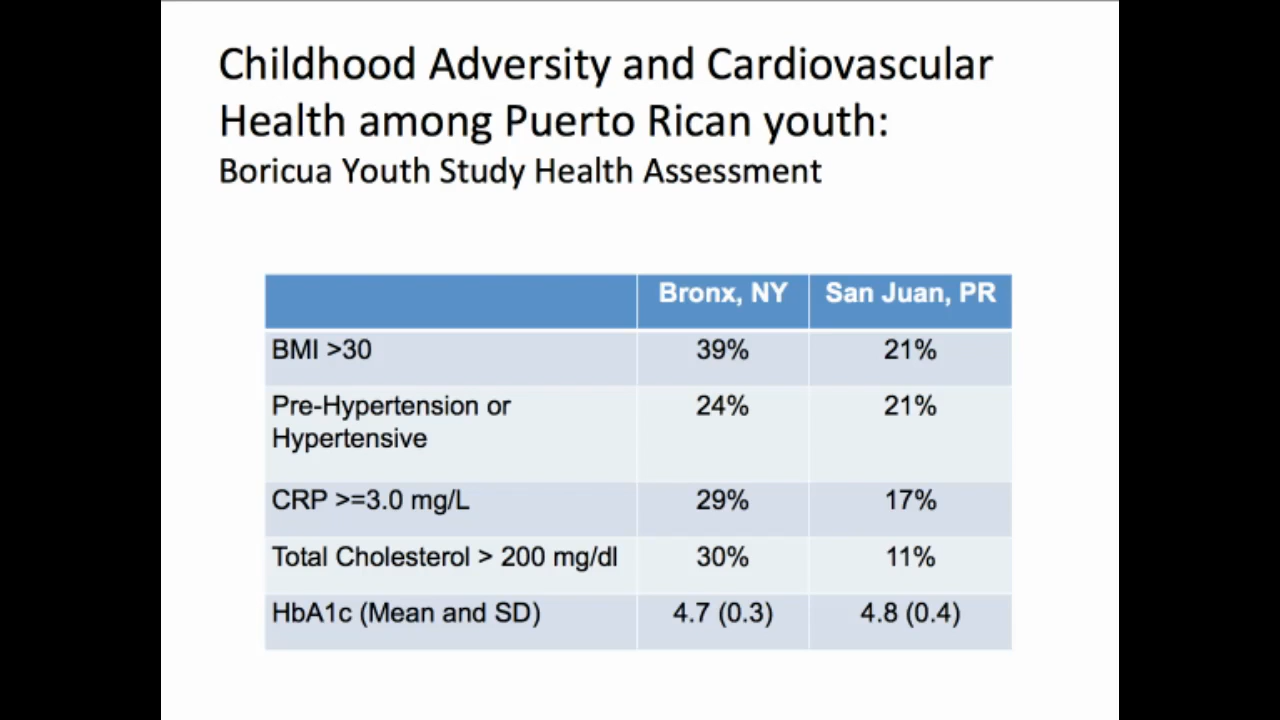 Childhood Adversity and Cardiovascular
Health among Puerto Rican youth:
Boricua Youth Study Health Assessment
Bronx, NY San Juan, PR
BMI >30 39% 21%
Pre-Hypertension or 24% 21%
Hypertensive
CRP >=3.0 mg/L 29% 17%
Total Cholesterol > 200 mg/dl 30% 11%
HbA1c (Mean and SD) 4.7 (0.3) 4.8 (0.4)